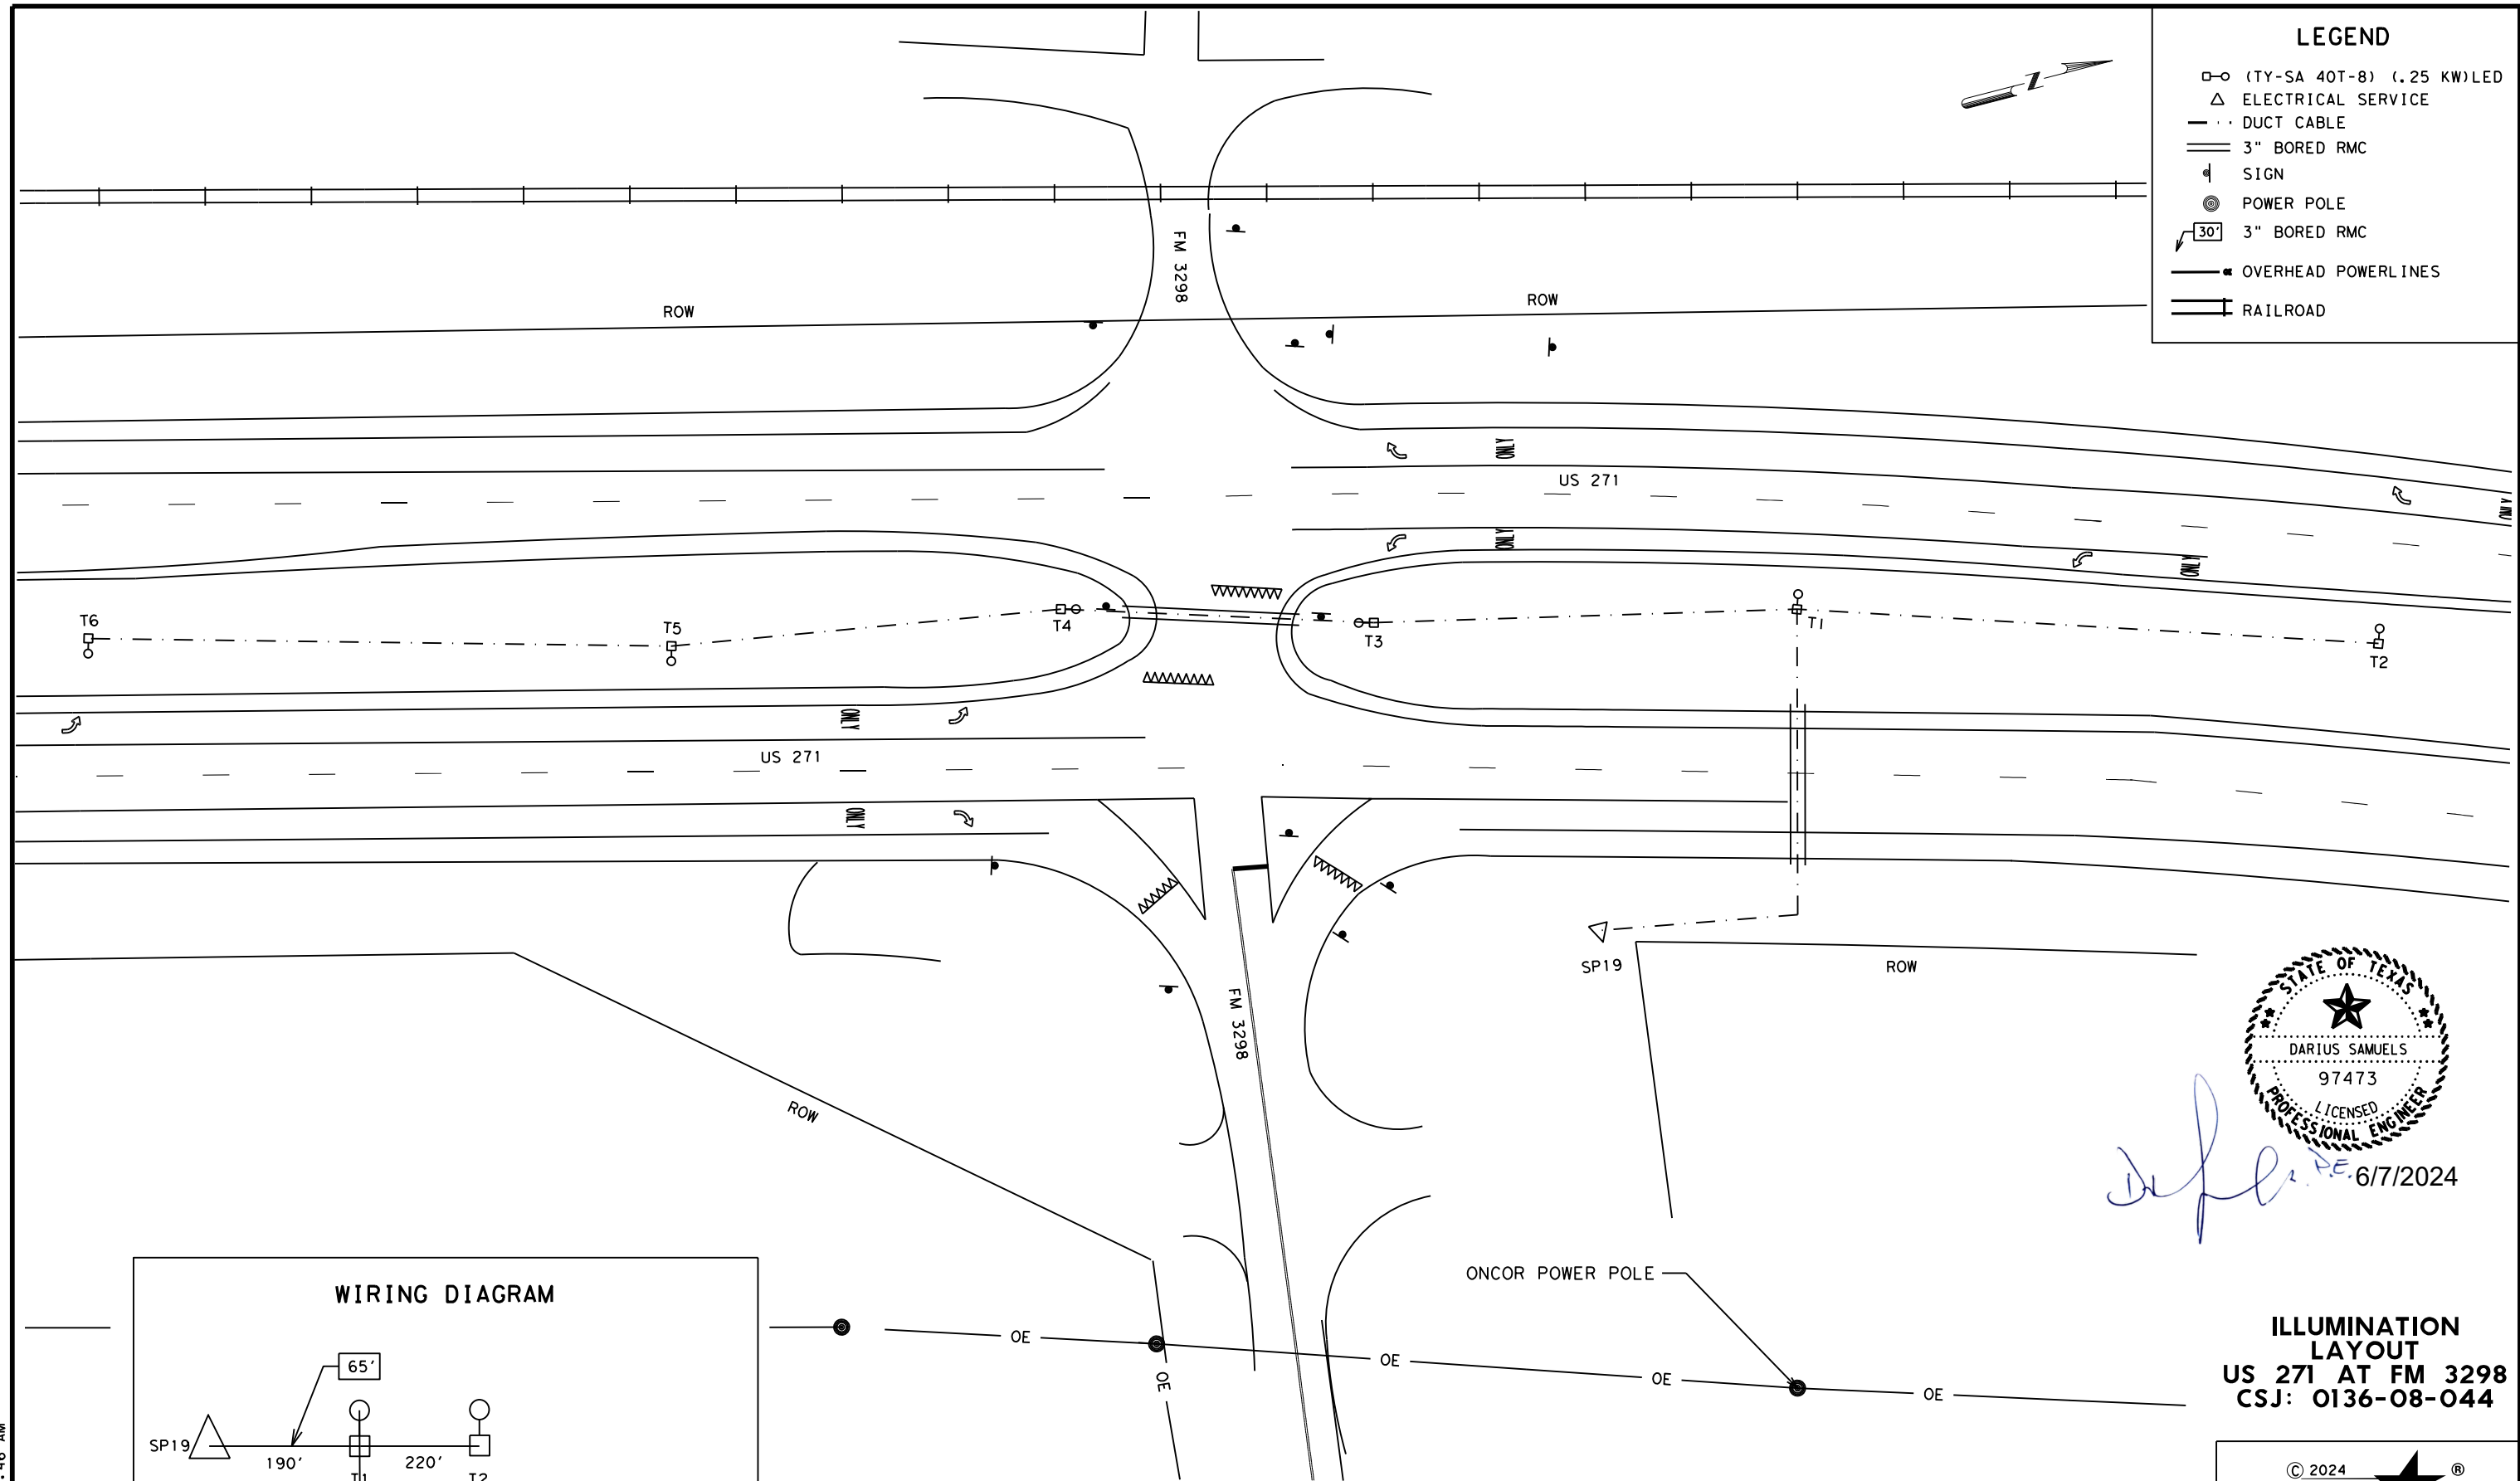 LEGEND
(TY-SA 40T-8) (.25 KW)LED
ELECTRICAL SERVICE
DUCT CABLE
3" BORED RMC
SIGN
POWER POLE
30' 3" BORED RMC
OVERHEAD POWERLINES
RAILROAD
N
FM 3298
ROW
ROW
ONLY
US 271
ONLY
ONLY
ONLY
T6
T5
T4
T3
T1
T2
ONLY
US 271
ONLY
SP19
ROW
FM 3298
ROW
STATE OF TEXAS
DARIUS SAMUELS
97473
LICENSED
PROFESSIONAL ENGINEER
P.E. 6/7/2024
ONCOR POWER POLE
OE
OE
OE
OE
OE
WIRING DIAGRAM
65'
SP19
190'
220'
T1
T2
ILLUMINATION
LAYOUT
US 271 AT FM 3298
CSJ: 0136-08-044
© 2024
®